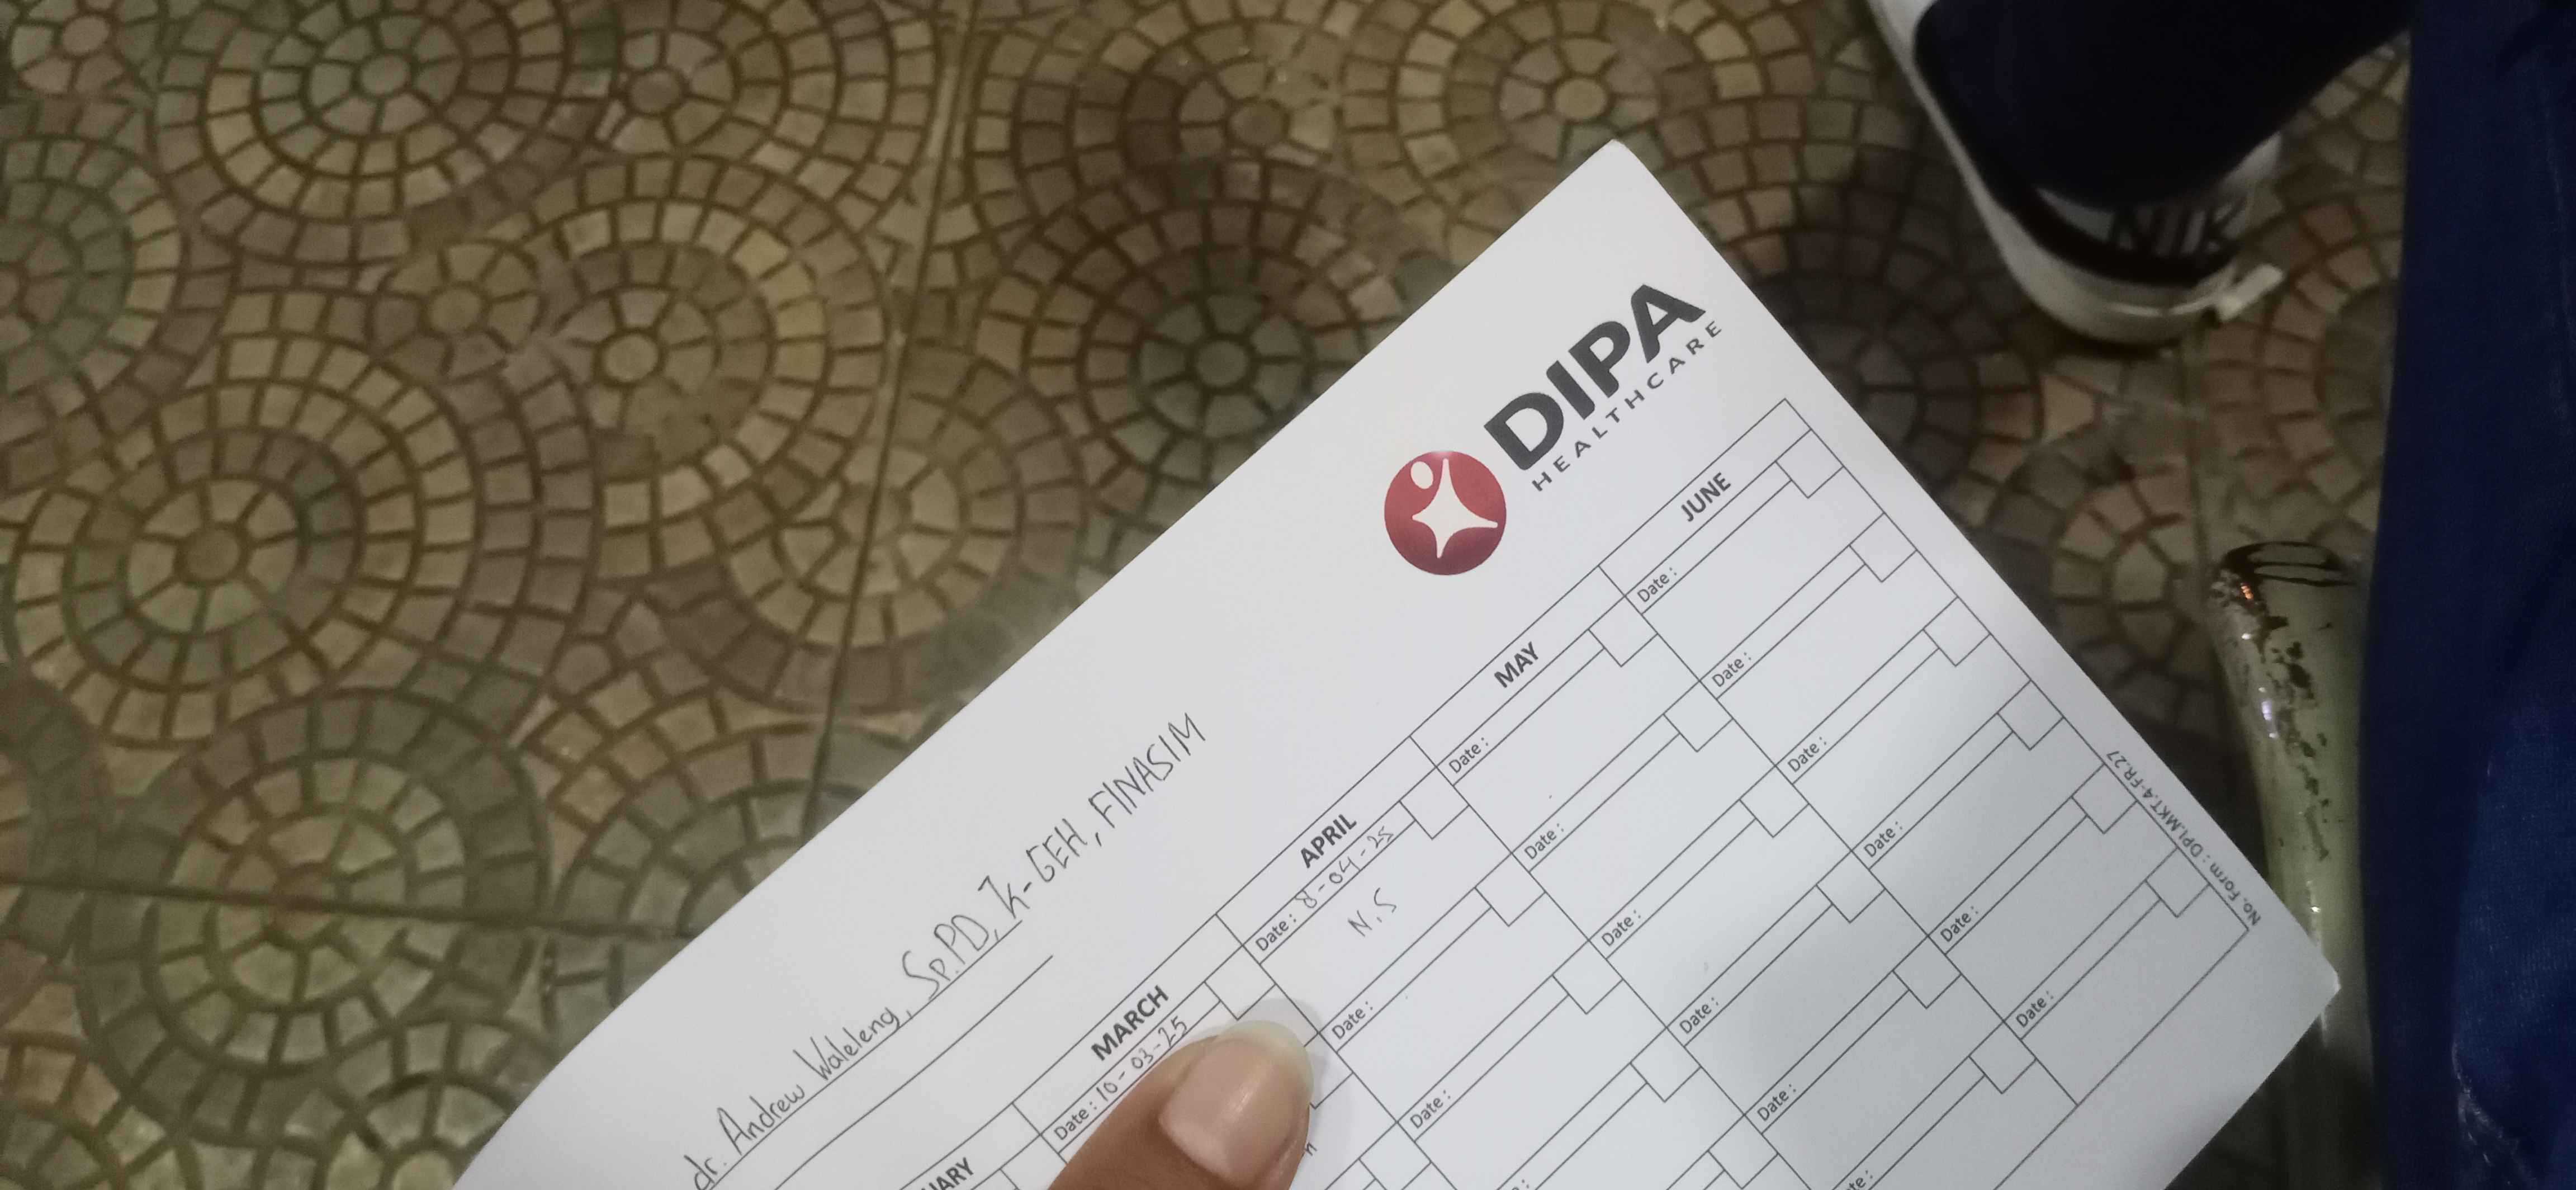 DIPA
HEALTHCARE
dr. Andrew Waleleng, Sp.PD, K-GEH, FINASIM
MARCH
APRIL
MAY
JUNE
Date : 10-03-25
Date : 8-04-25
N.S
Date :
Date :
Date :
Date :
Date :
Date :
Date :
Date :
Date :
Date :
Date :
Date :
Date :
Date :
No. Form : DPI.MKT.4-FR.27